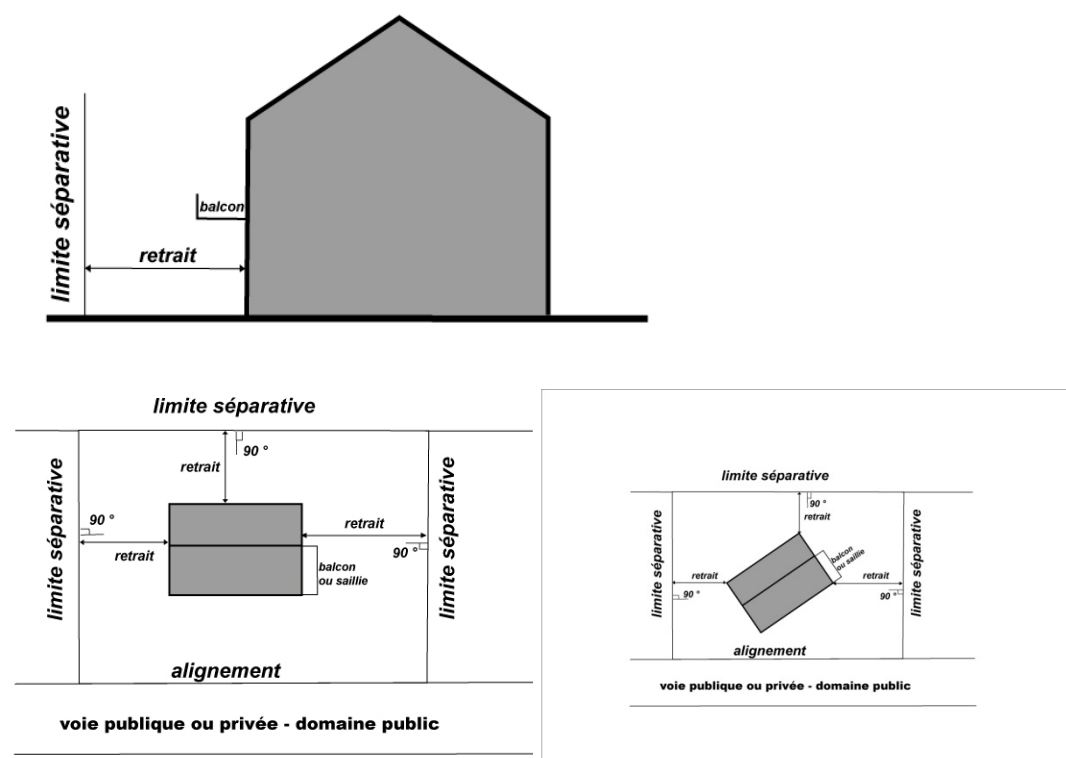 limite séparative
balcon
retrait
limite séparative
90 °
retrait
limite séparative
90 °
retrait
retrait
90 °
limite séparative
balcon
ou saillie
alignement
voie publique ou privée - domaine public
limite séparative
90 °
retrait
limite séparative
retrait
90 °
balcon
ou saillie
retrait
90 °
limite séparative
alignement
voie publique ou privée - domaine public